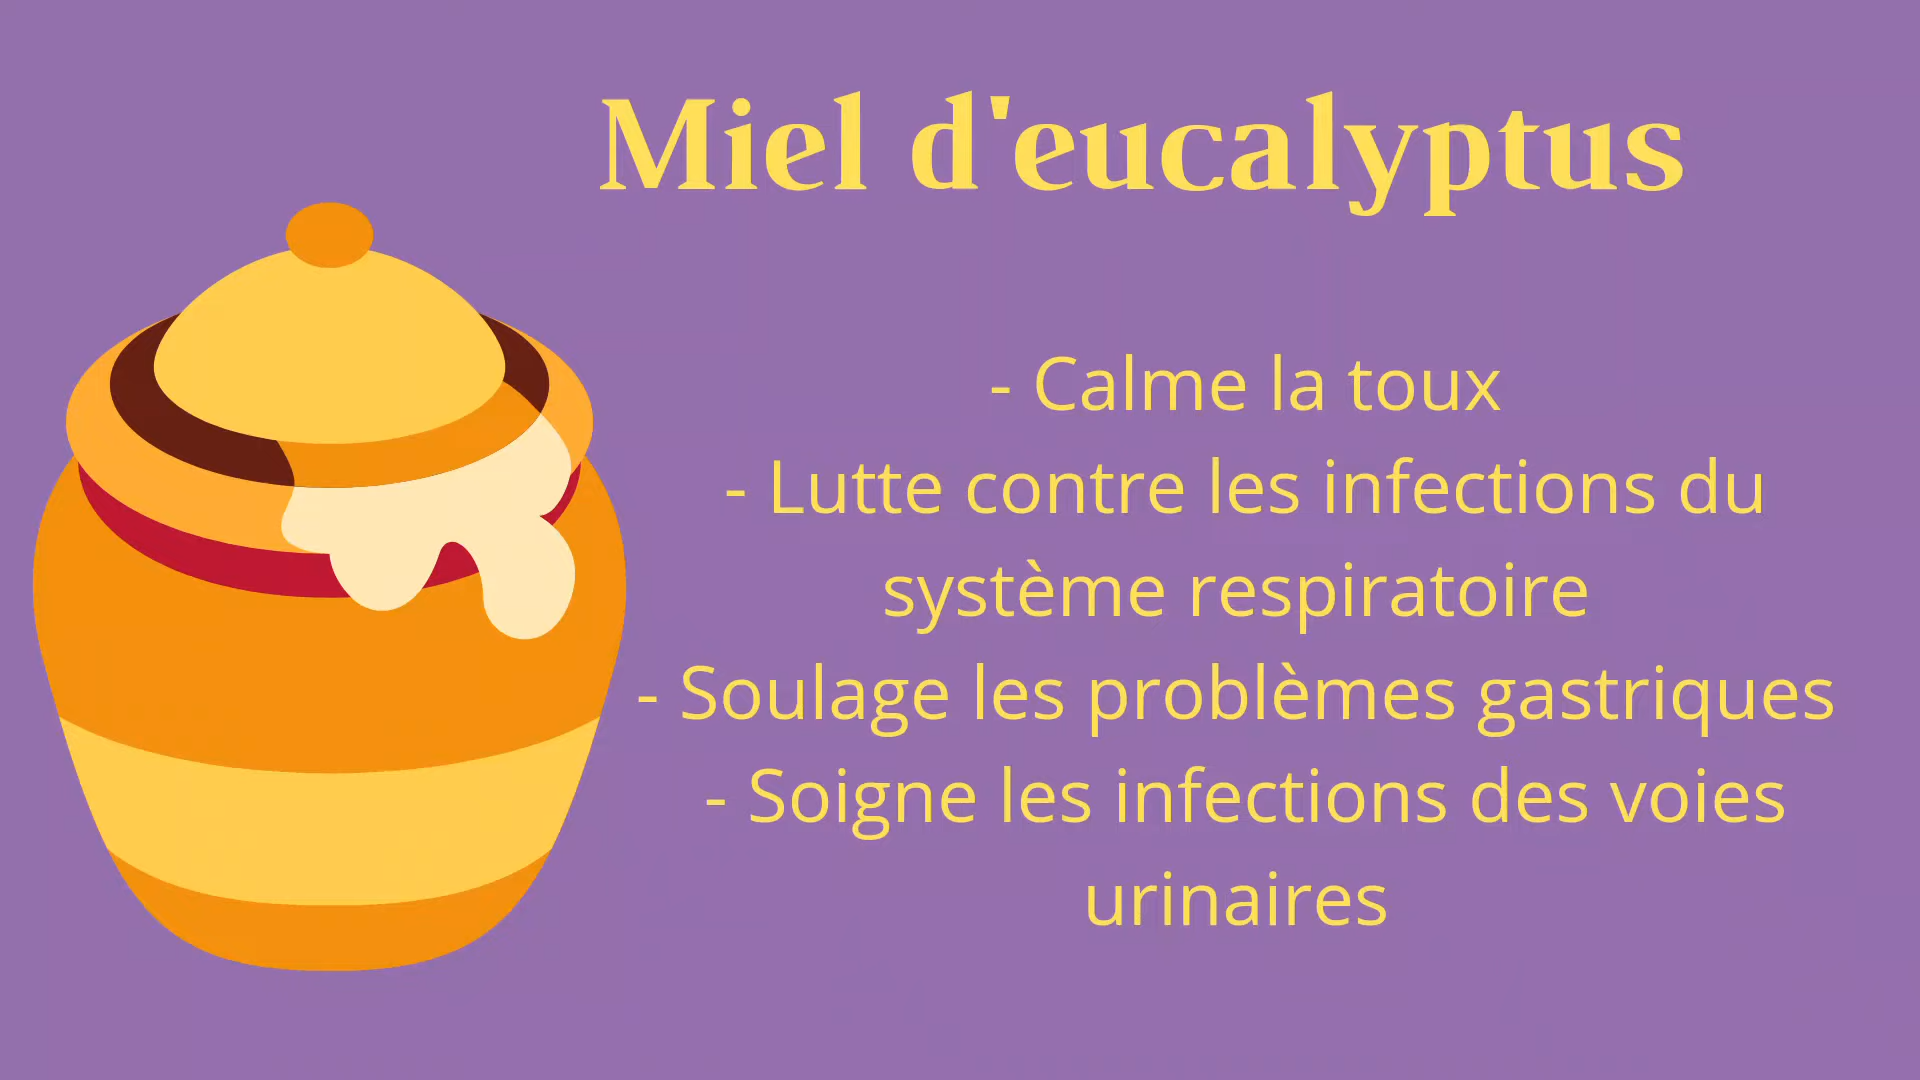 Miel d'eucalyptus
- Calme la toux
- Lutte contre les infections du
système respiratoire
- Soulage les problèmes gastriques
- Soigne les infections des voies
urinaires